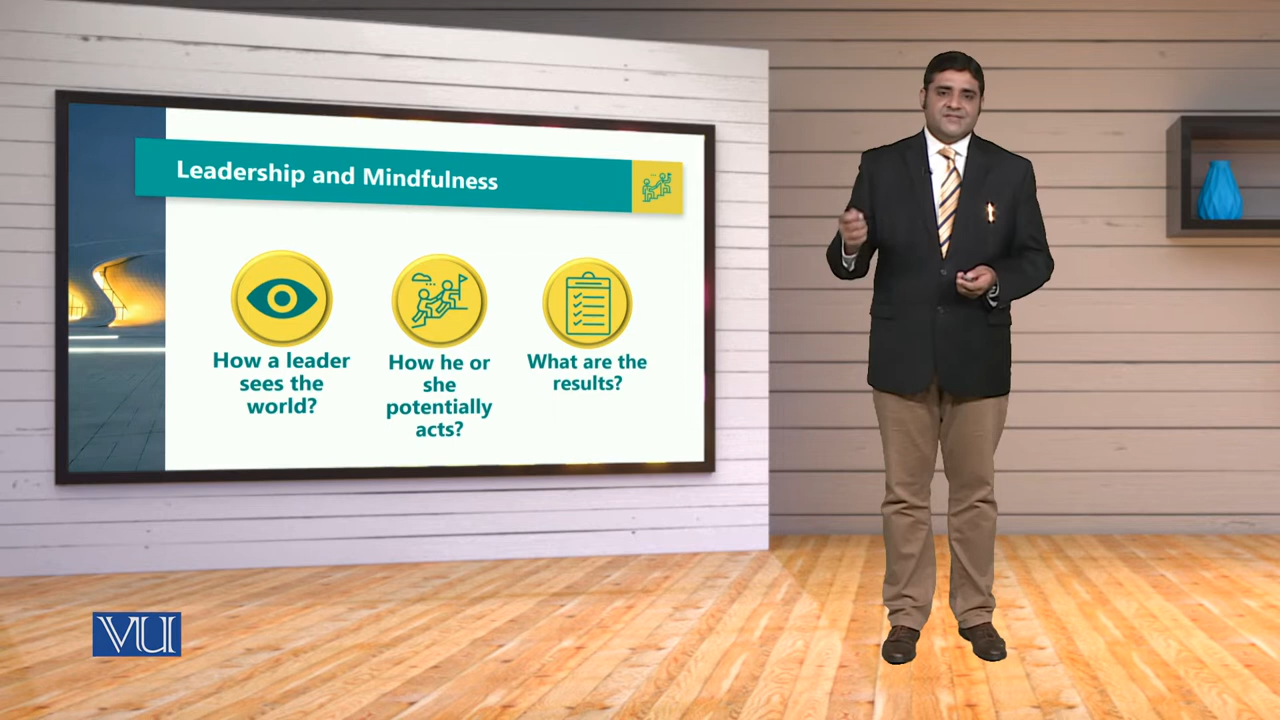 Leadership and Mindfulness
How a leader
sees the
world?
How he or
she
potentially
acts?
What are the
results?
VU